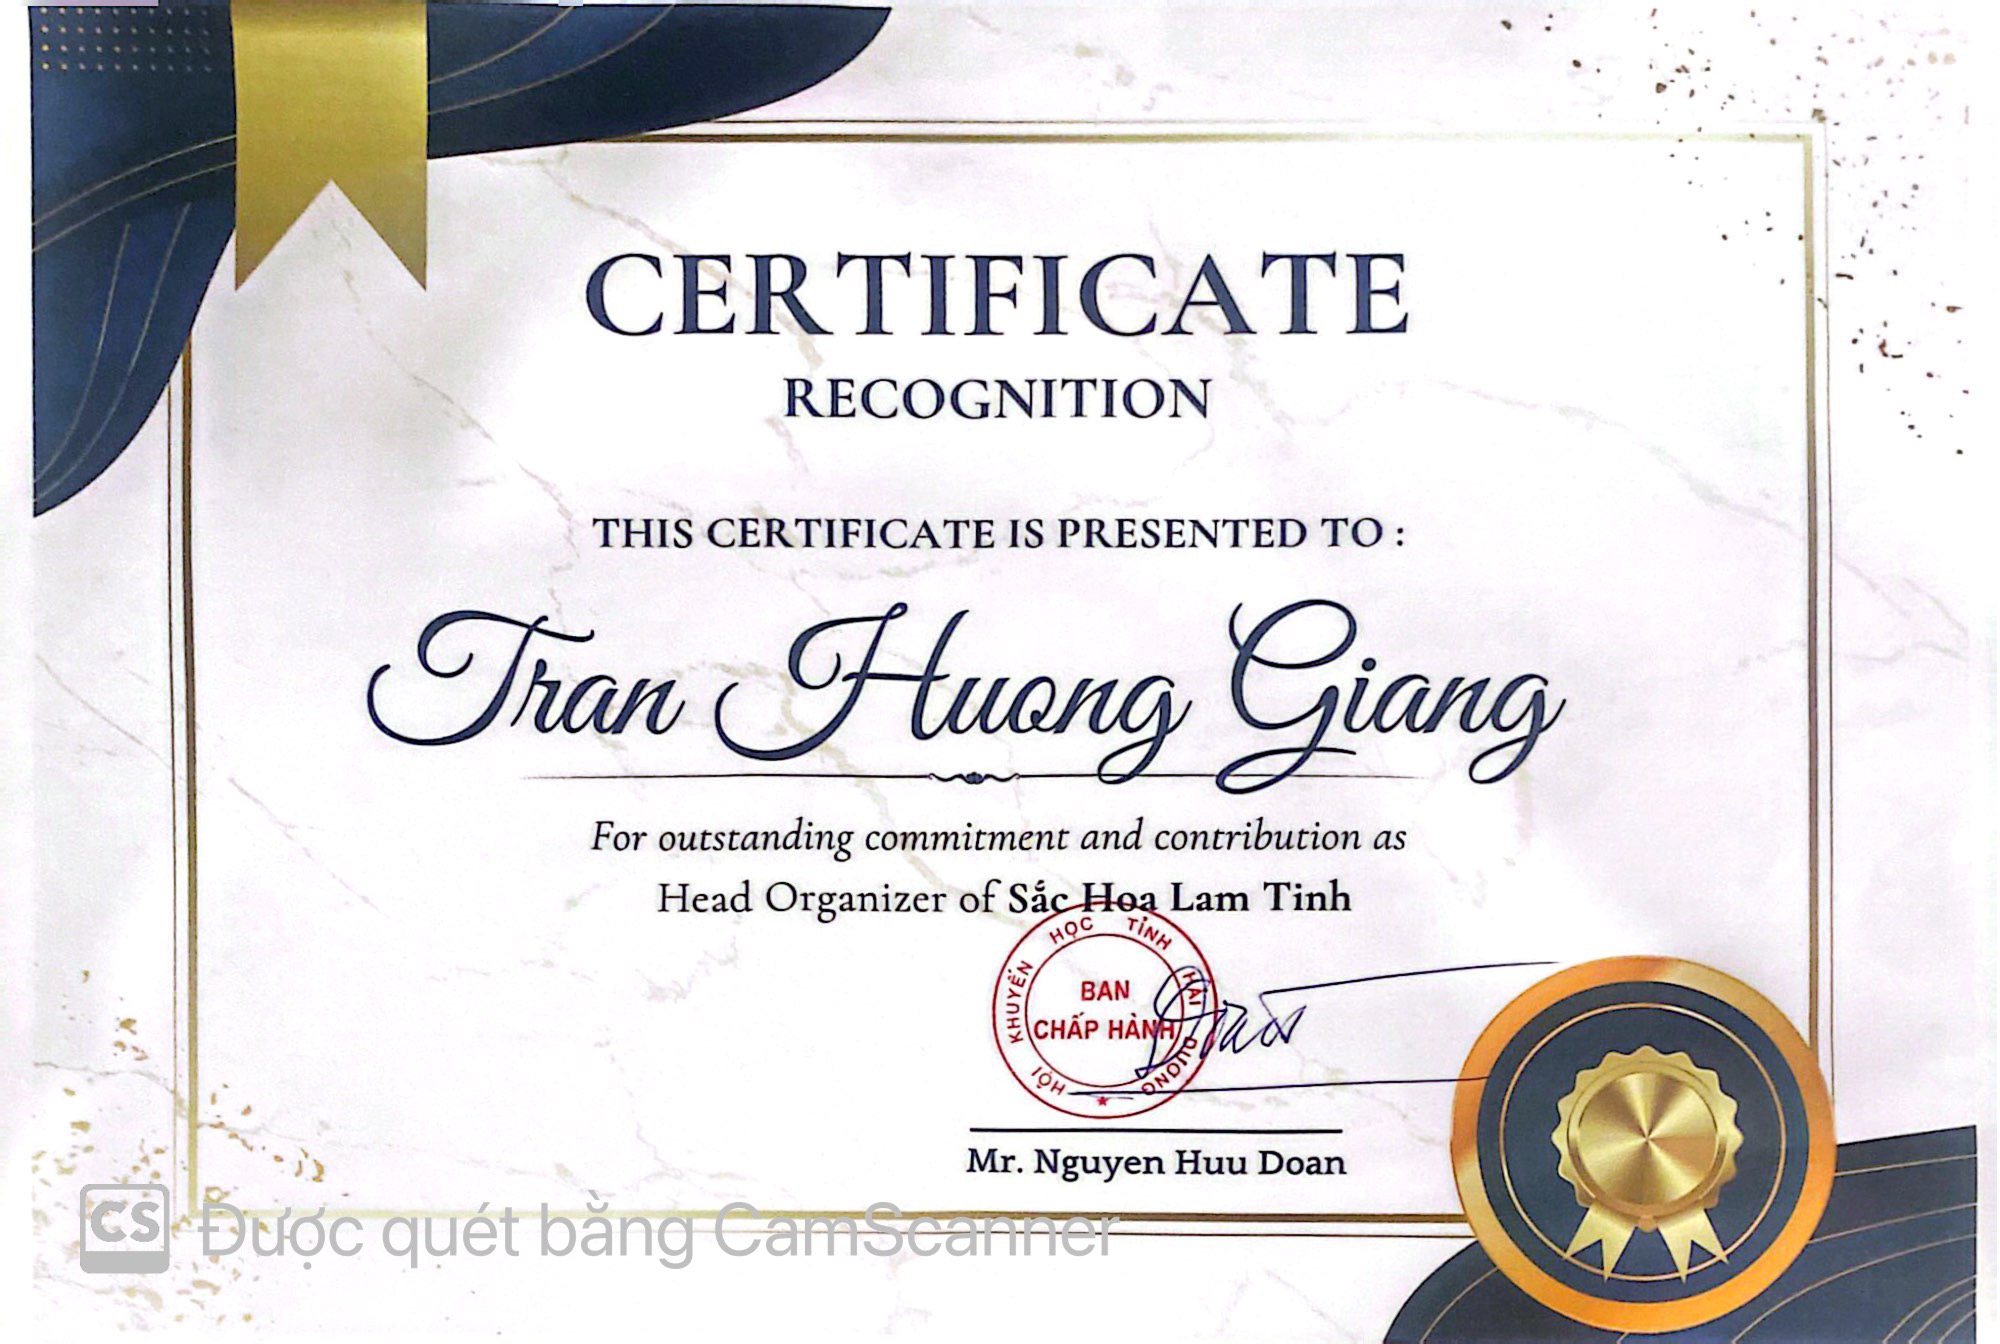 CERTIFICATE
RECOGNITION
THIS CERTIFICATE IS PRESENTED TO :
Tran Huong Giang
For outstanding commitment and contribution as
Head Organizer of Sắc Hoa Lam Tinh
HỘI KHUYẾN HỌC TỈNH HẢI DƯƠNG
BAN
CHẤP HÀNH
Mr. Nguyen Huu Doan
CS Được quét bằng CamScanner